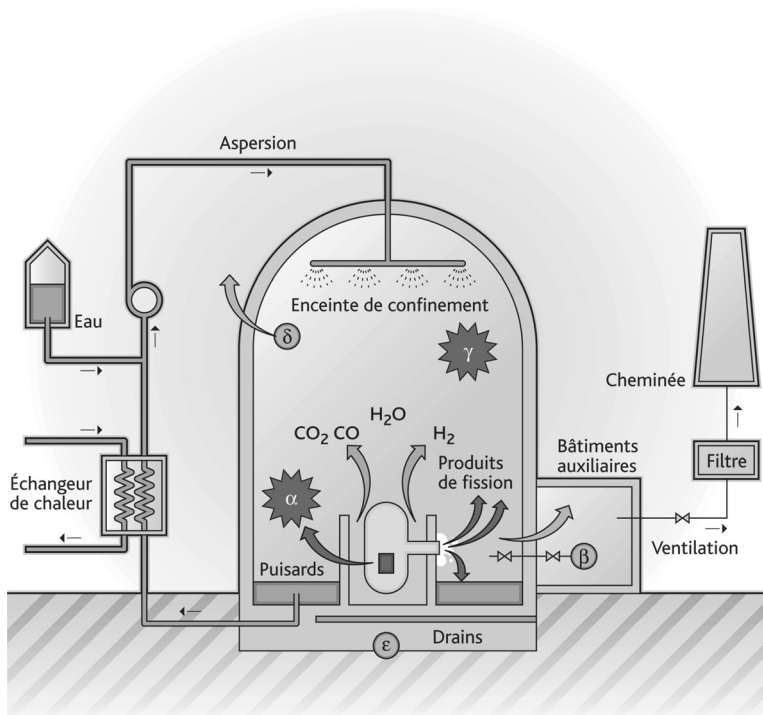 Aspersion
Eau
Enceinte de confinement
δ
γ
Cheminée
H₂O
CO₂ CO
H₂
Bâtiments
auxiliaires
Produits
de fission
Filtre
Échangeur
de chaleur
α
Ventilation
β
Puisards
Drains
ε